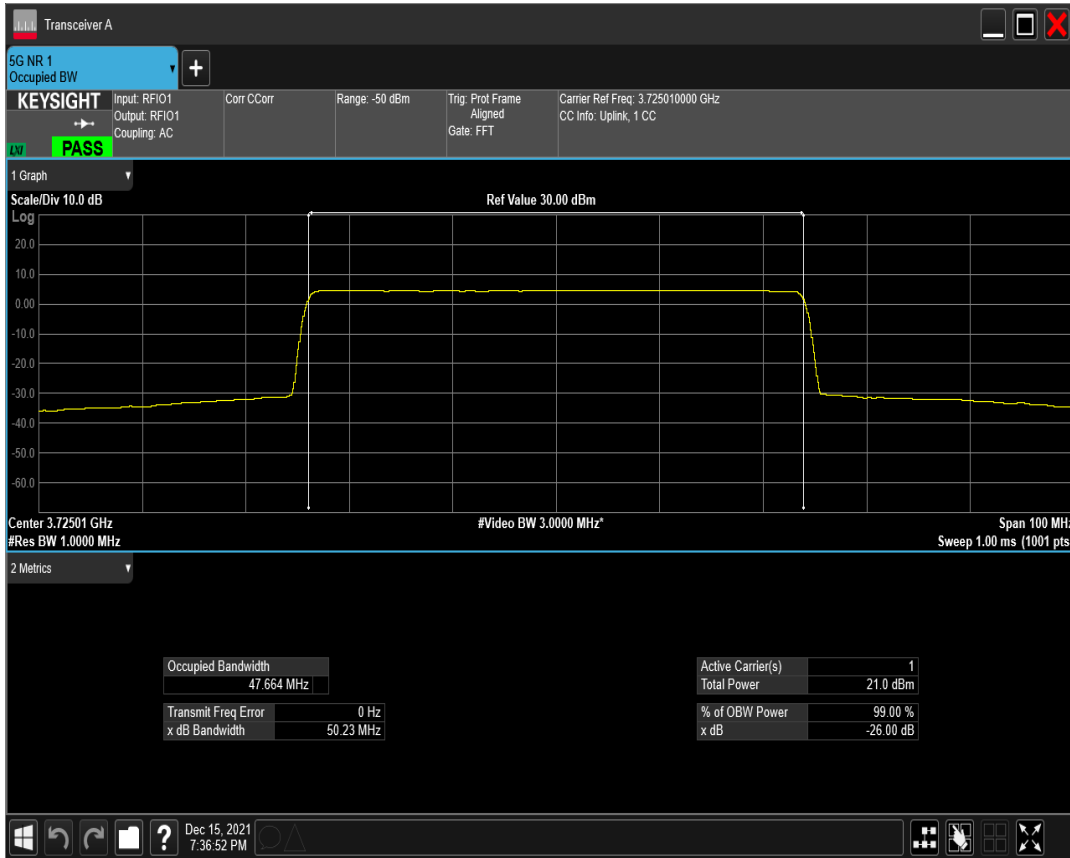 Transceiver A
5G NR 1
Occupied BW
+
KEYSIGHT
LXI
PASS
Input: RFIO1
Output: RFIO1
Coupling: AC
Corr CCorr
Range: -50 dBm
Trig: Prot Frame
Aligned
Gate: FFT
Carrier Ref Freq: 3.725010000 GHz
CC Info: Uplink, 1 CC
1 Graph
Scale/Div 10.0 dB
Ref Value 30.00 dBm
Log
20.0
10.0
0.00
-10.0
-20.0
-30.0
-40.0
-50.0
-60.0
Center 3.72501 GHz
#Video BW 3.0000 MHz*
Span 100 MHz
#Res BW 1.0000 MHz
Sweep 1.00 ms (1001 pts
2 Metrics
Occupied Bandwidth
47.664 MHz
Transmit Freq Error 0 Hz
x dB Bandwidth 50.23 MHz
Active Carrier(s) 1
Total Power 21.0 dBm
% of OBW Power 99.00 %
x dB -26.00 dB
?
Dec 15, 2021
7:36:52 PM